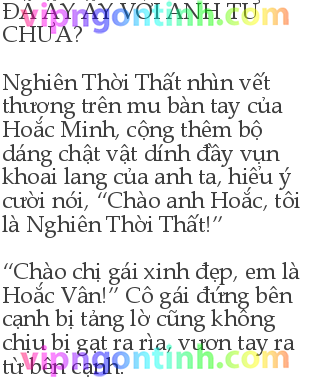 ĐÃ ẤY ẤY VỚI ANH TƯ
vipngontinh.com
CHƯA?
Nghiên Thời Thất nhìn vết
thương trên mu bàn tay của
Hoắc Minh, cộng thêm bộ
dáng chật vật dính đầy vụn
khoai lang của anh ta, hiểu ý
cười nói, “Chào anh Hoắc, tôi
là Nghiên Thời Thất!”
“Chào chị gái xinh đẹp, em là
Hoắc Vân!” Cô gái đứng bên
cạnh bị tảng lờ cũng không
chịu bị gạt ra rìa, vươn tay ra
vipngontinh.com
từ bên cạnh.